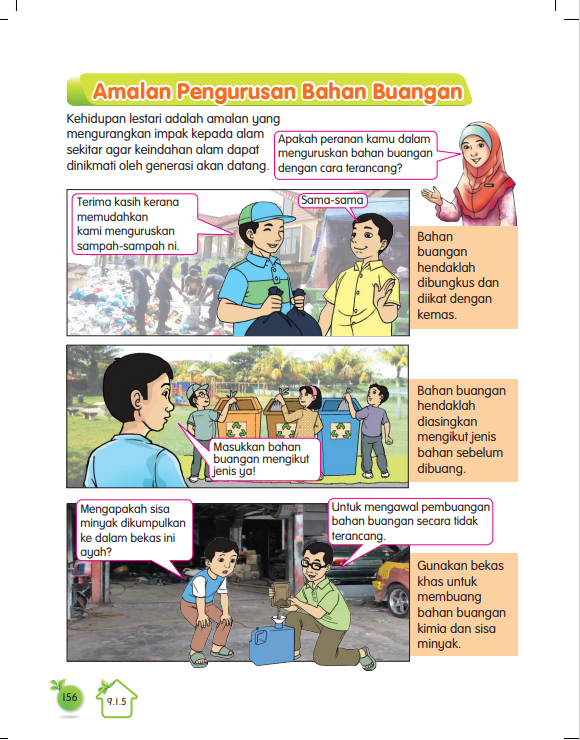 Amalan Pengurusan Bahan Buangan
Kehidupan lestari adalah amalan yang
mengurangkan impak kepada alam
sekitar agar keindahan alam dapat
dinikmati oleh generasi akan datang.
Apakah peranan kamu dalam
menguruskan bahan buangan
dengan cara terancang?
Terima kasih kerana
memudahkan
kami menguruskan
sampah-sampah ni.
Sama-sama
Bahan
buangan
hendaklah
dibungkus dan
diikat dengan
kemas.
Masukkan bahan
buangan mengikut
jenis ya!
Bahan buangan
hendaklah
diasingkan
mengikut jenis
bahan sebelum
dibuang.
Mengapakah sisa
minyak dikumpulkan
ke dalam bekas ini
ayah?
Untuk mengawal pembuangan
bahan buangan secara tidak
terancang.
Gunakan bekas
khas untuk
membuang
bahan buangan
kimia dan sisa
minyak.
156
9.1.5